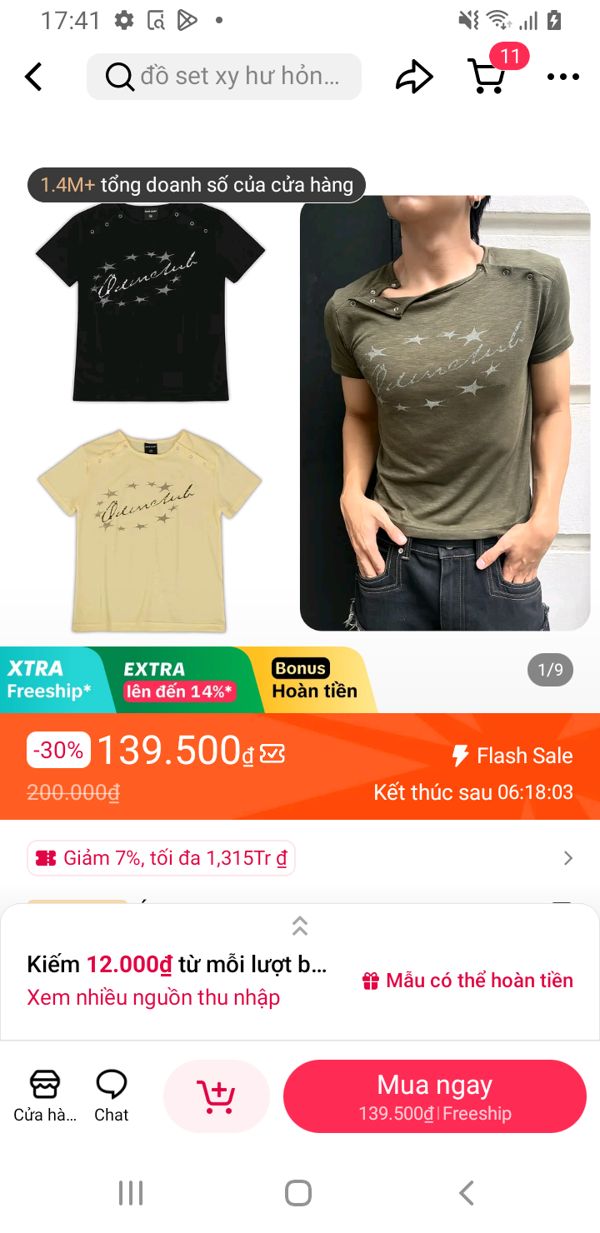 17:41
đồ set xy hư hỏn...
11
1.4M+ tổng doanh số của cửa hàng
Odinclub
Odinclub
Odinclub
XTRA
Freeship*
EXTRA
lên đến 14%*
Bonus
Hoàn tiền
1/9
-30% 139.500₫
Flash Sale
200.000₫
Kết thúc sau 06:18:03
Giảm 7%, tối đa 1,315Tr ₫
Kiếm 12.000₫ từ mỗi lượt b...
Xem nhiều nguồn thu nhập
Mẫu có thể hoàn tiền
Cửa hà...
Chat
Mua ngay
139.500₫|Freeship